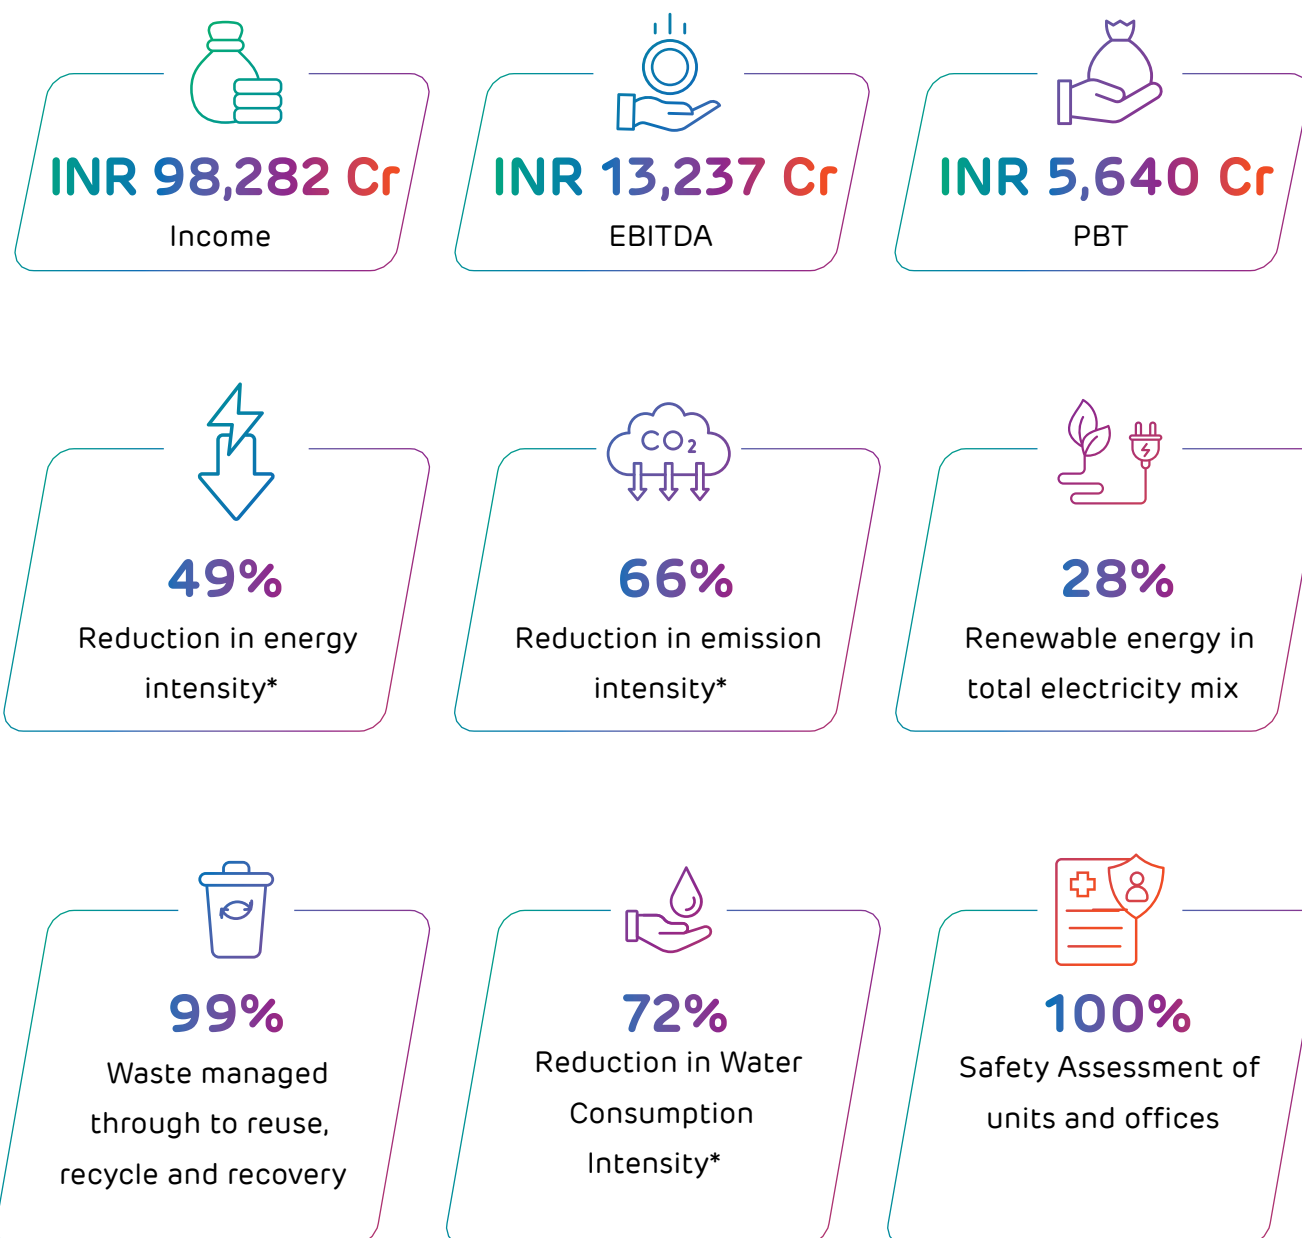 INR 98,282 Cr
Income
INR 13,237 Cr
EBITDA
INR 5,640 Cr
PBT
49%
Reduction in energy
intensity*
CO2
66%
Reduction in emission
intensity*
28%
Renewable energy in
total electricity mix
99%
Waste managed
through to reuse,
recycle and recovery
72%
Reduction in Water
Consumption
Intensity*
100%
Safety Assessment of
units and offices